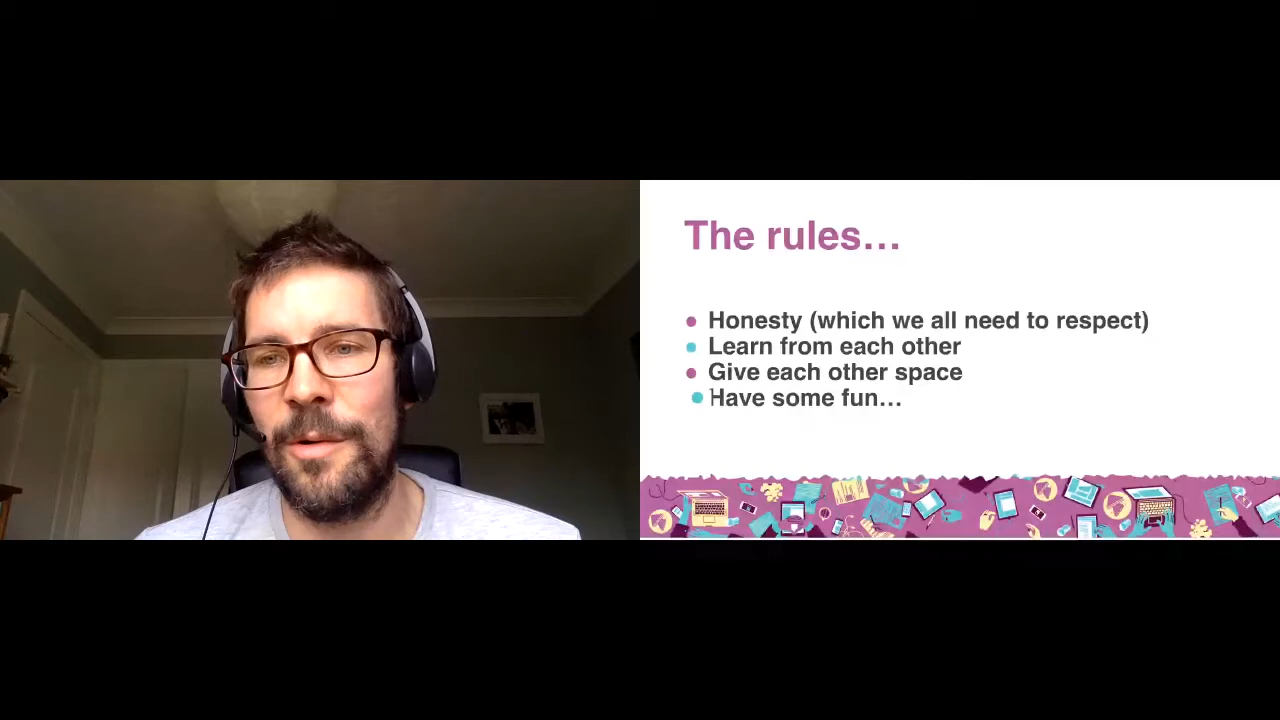 The rules…
Honesty (which we all need to respect)
Learn from each other
Give each other space
Have some fun…